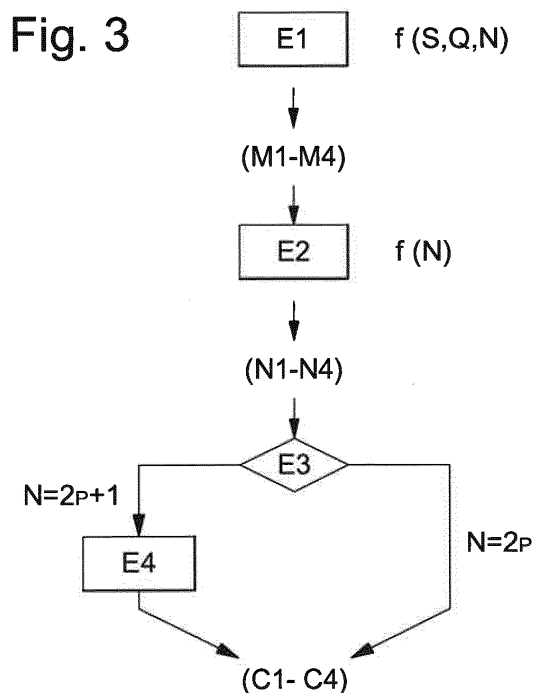 Fig. 3
E1 f (S,Q,N)
(M1-M4)
E2 f (N)
(N1-N4)
E3
N=2P+1
E4
N=2P
(C1- C4)